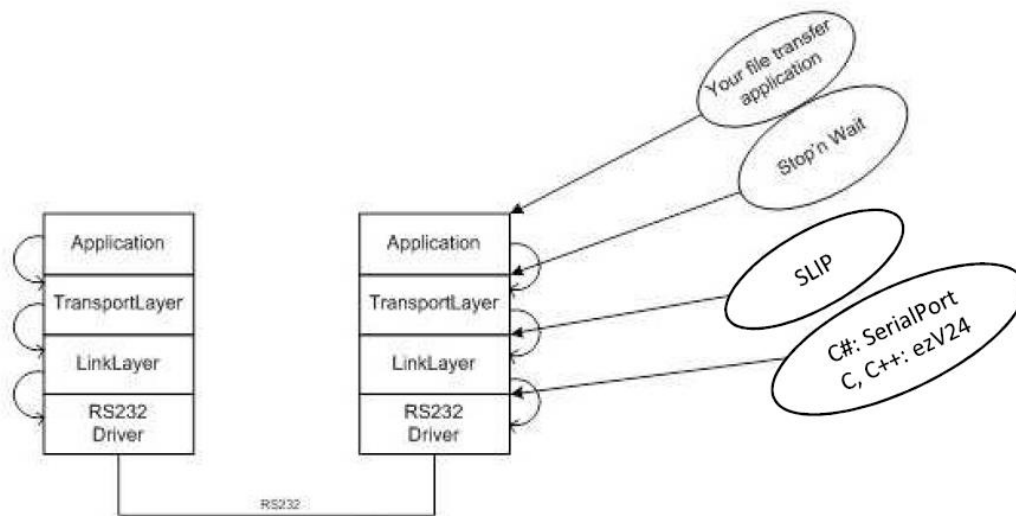 Your file transfer
application
Stop'n Wait
SLIP
C#: SerialPort
C, C++: ezV24
Application
TransportLayer
LinkLayer
RS232
Driver
Application
TransportLayer
LinkLayer
RS232
Driver
RS232